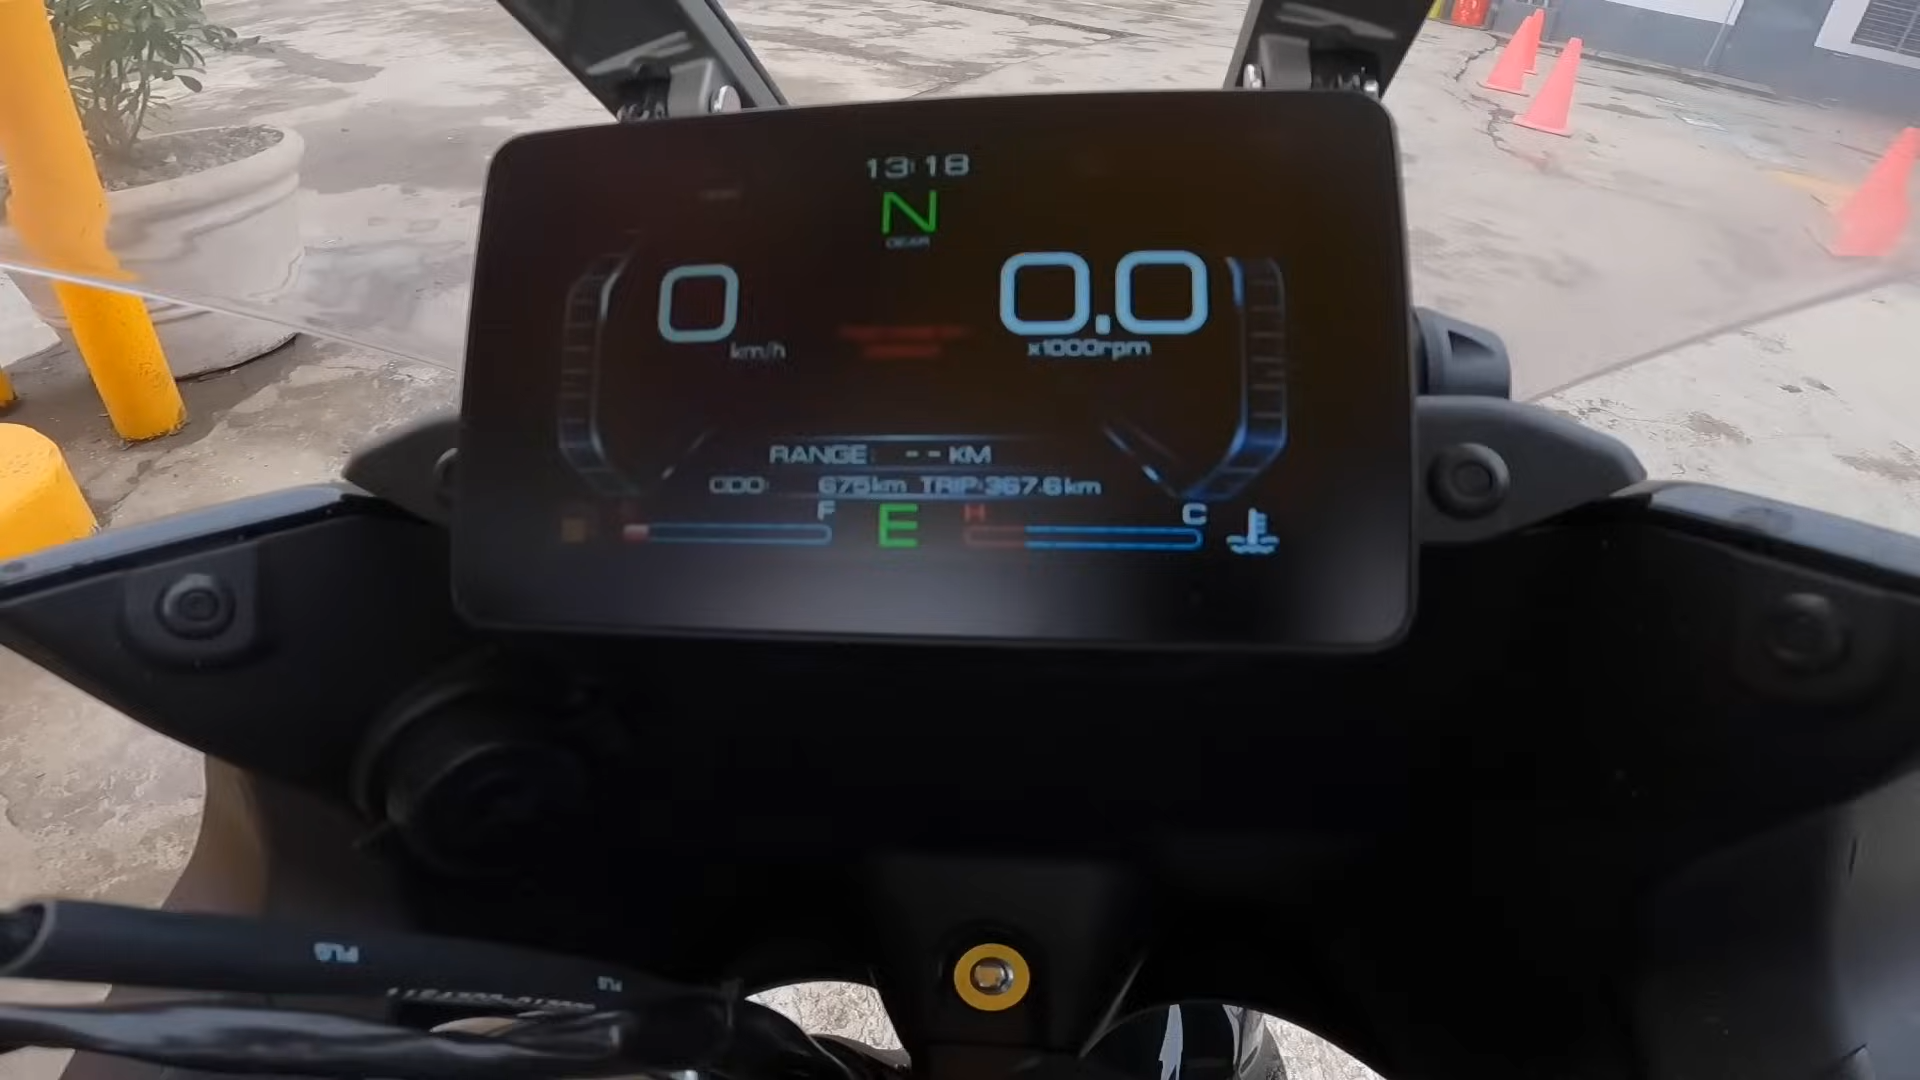 13:18
N
GEAR
0
km/h
0.0
x1000rpm
RANGE: -- KM
ODO: 675km TRIP:367.6km
F
E
H
C